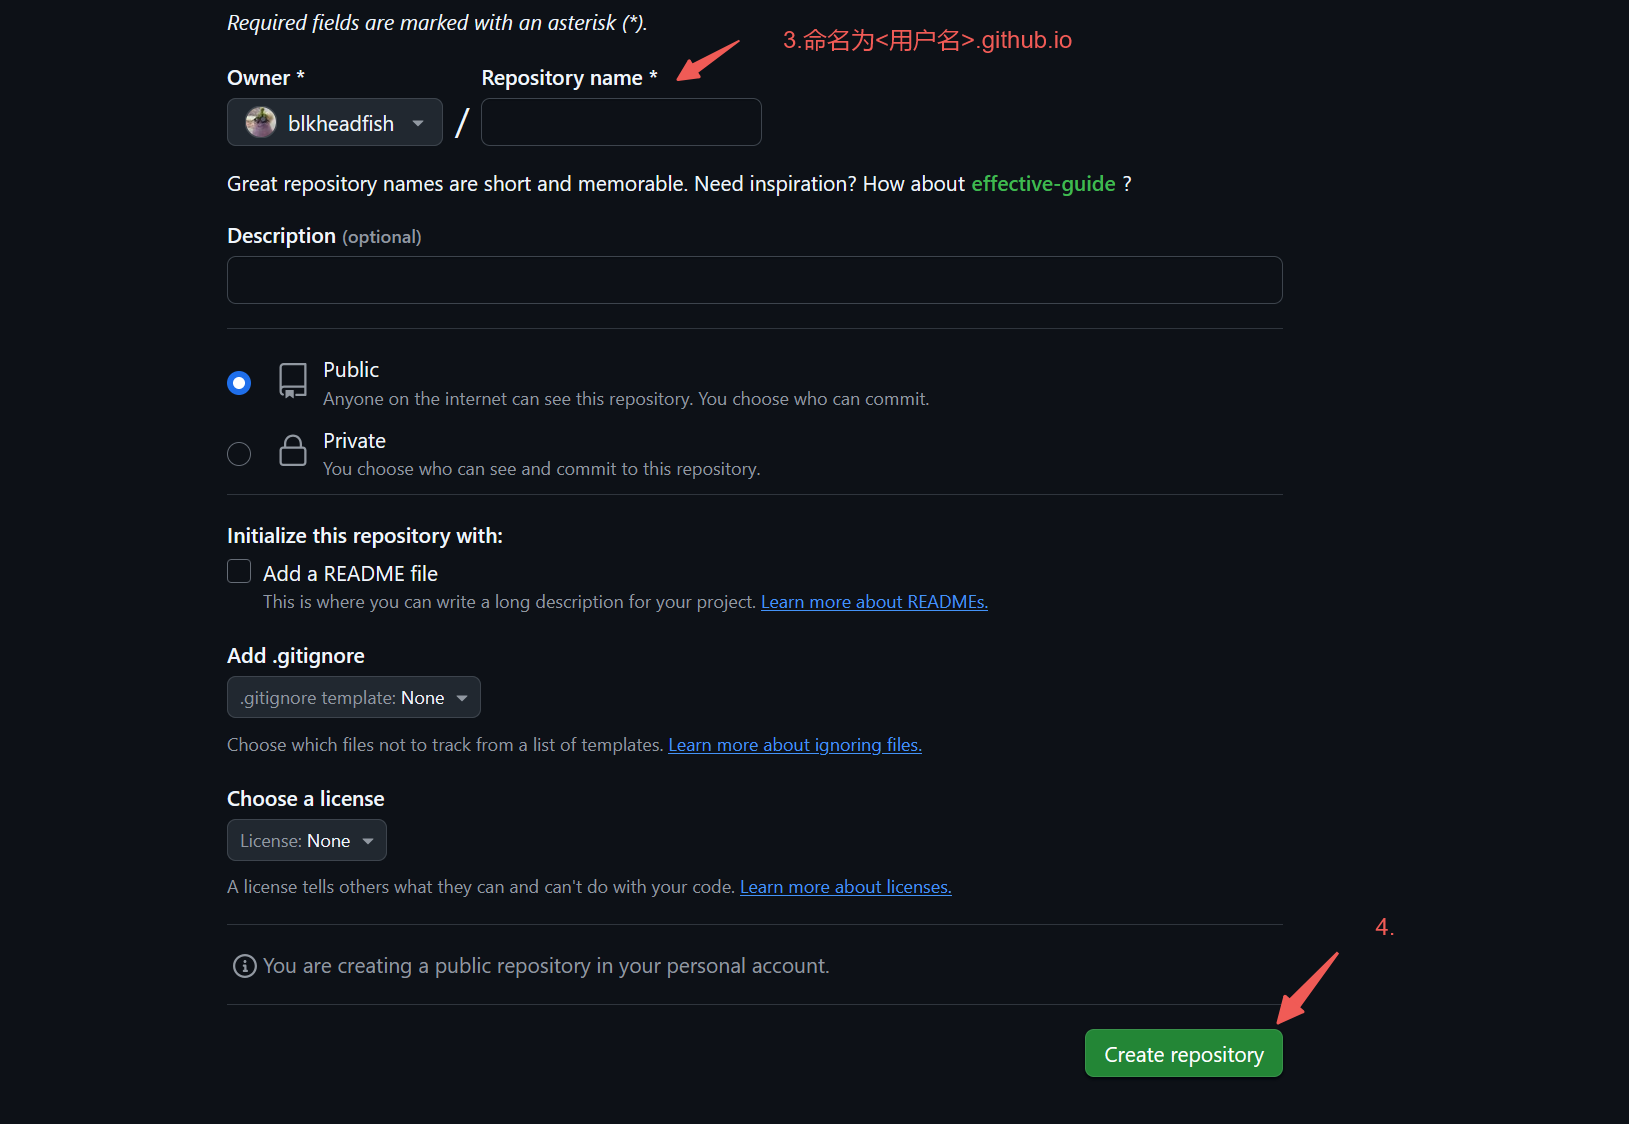 Required fields are marked with an asterisk (*).
3.命名为<用户名>.github.io
Owner *
Repository name *
blkheadfish
/
Great repository names are short and memorable. Need inspiration? How about effective-guide ?
Description (optional)
Public
Anyone on the internet can see this repository. You choose who can commit.
Private
You choose who can see and commit to this repository.
Initialize this repository with:
Add a README file
This is where you can write a long description for your project. Learn more about READMEs.
Add .gitignore
.gitignore template: None
Choose which files not to track from a list of templates. Learn more about ignoring files.
Choose a license
License: None
A license tells others what they can and can't do with your code. Learn more about licenses.
4.
You are creating a public repository in your personal account.
Create repository